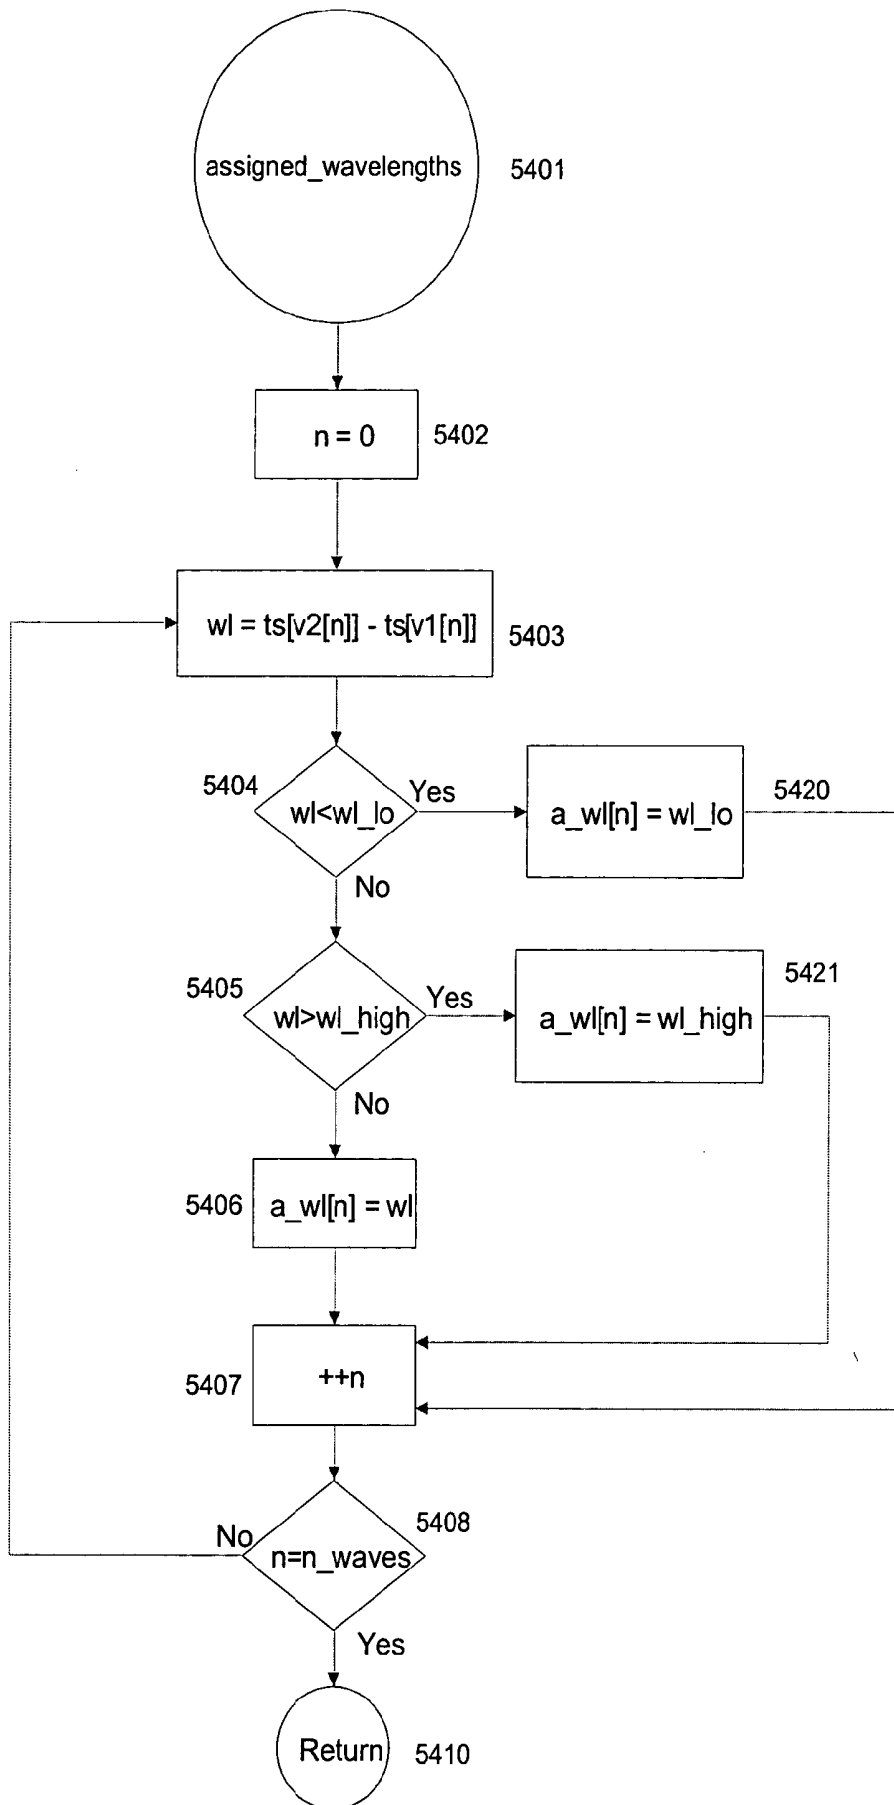 assigned_wavelengths
5401
n = 0
5402
wl = ts[v2[n]] - ts[v1[n]]
5403
5404
wl<wl_lo
Yes
a_wl[n] = wl_lo
5420
No
5405
wl>wl_high
Yes
a_wl[n] = wl_high
5421
No
5406
a_wl[n] = wl
5407
++n
No
n=n_waves
5408
Yes
Return
5410